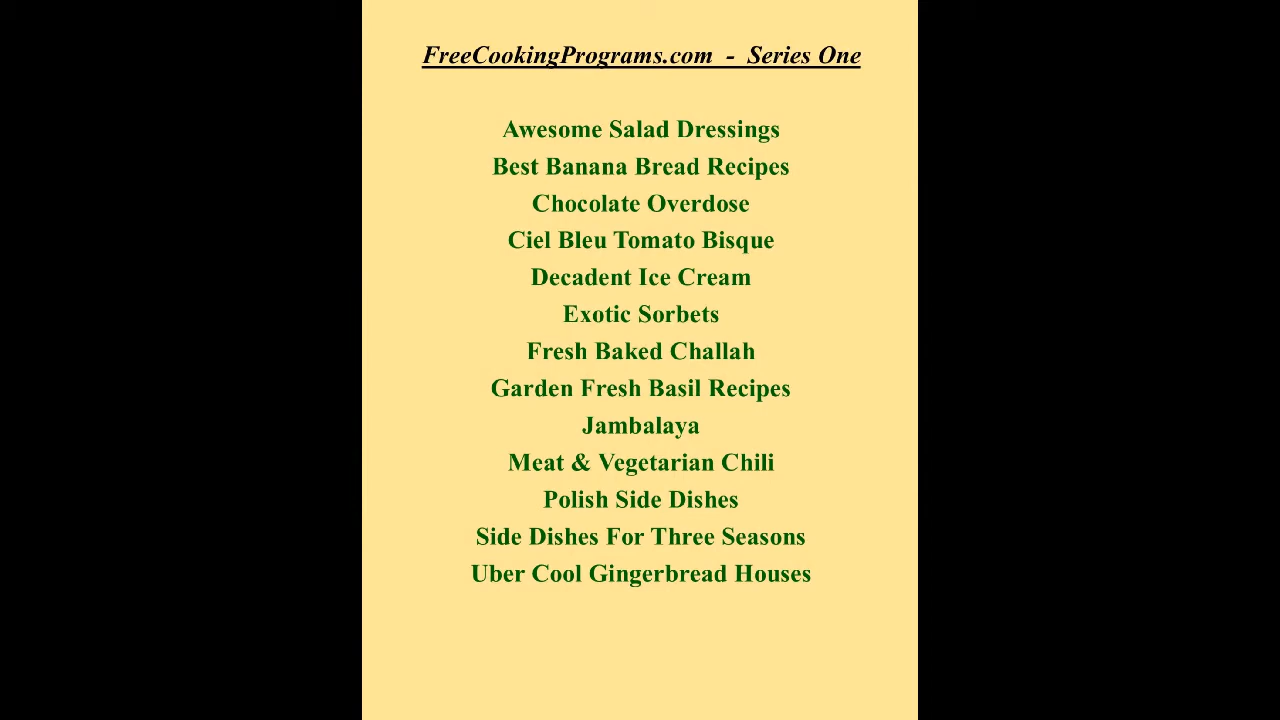 FreeCookingPrograms.com - Series One
Awesome Salad Dressings
Best Banana Bread Recipes
Chocolate Overdose
Ciel Bleu Tomato Bisque
Decadent Ice Cream
Exotic Sorbets
Fresh Baked Challah
Garden Fresh Basil Recipes
Jambalaya
Meat & Vegetarian Chili
Polish Side Dishes
Side Dishes For Three Seasons
Uber Cool Gingerbread Houses